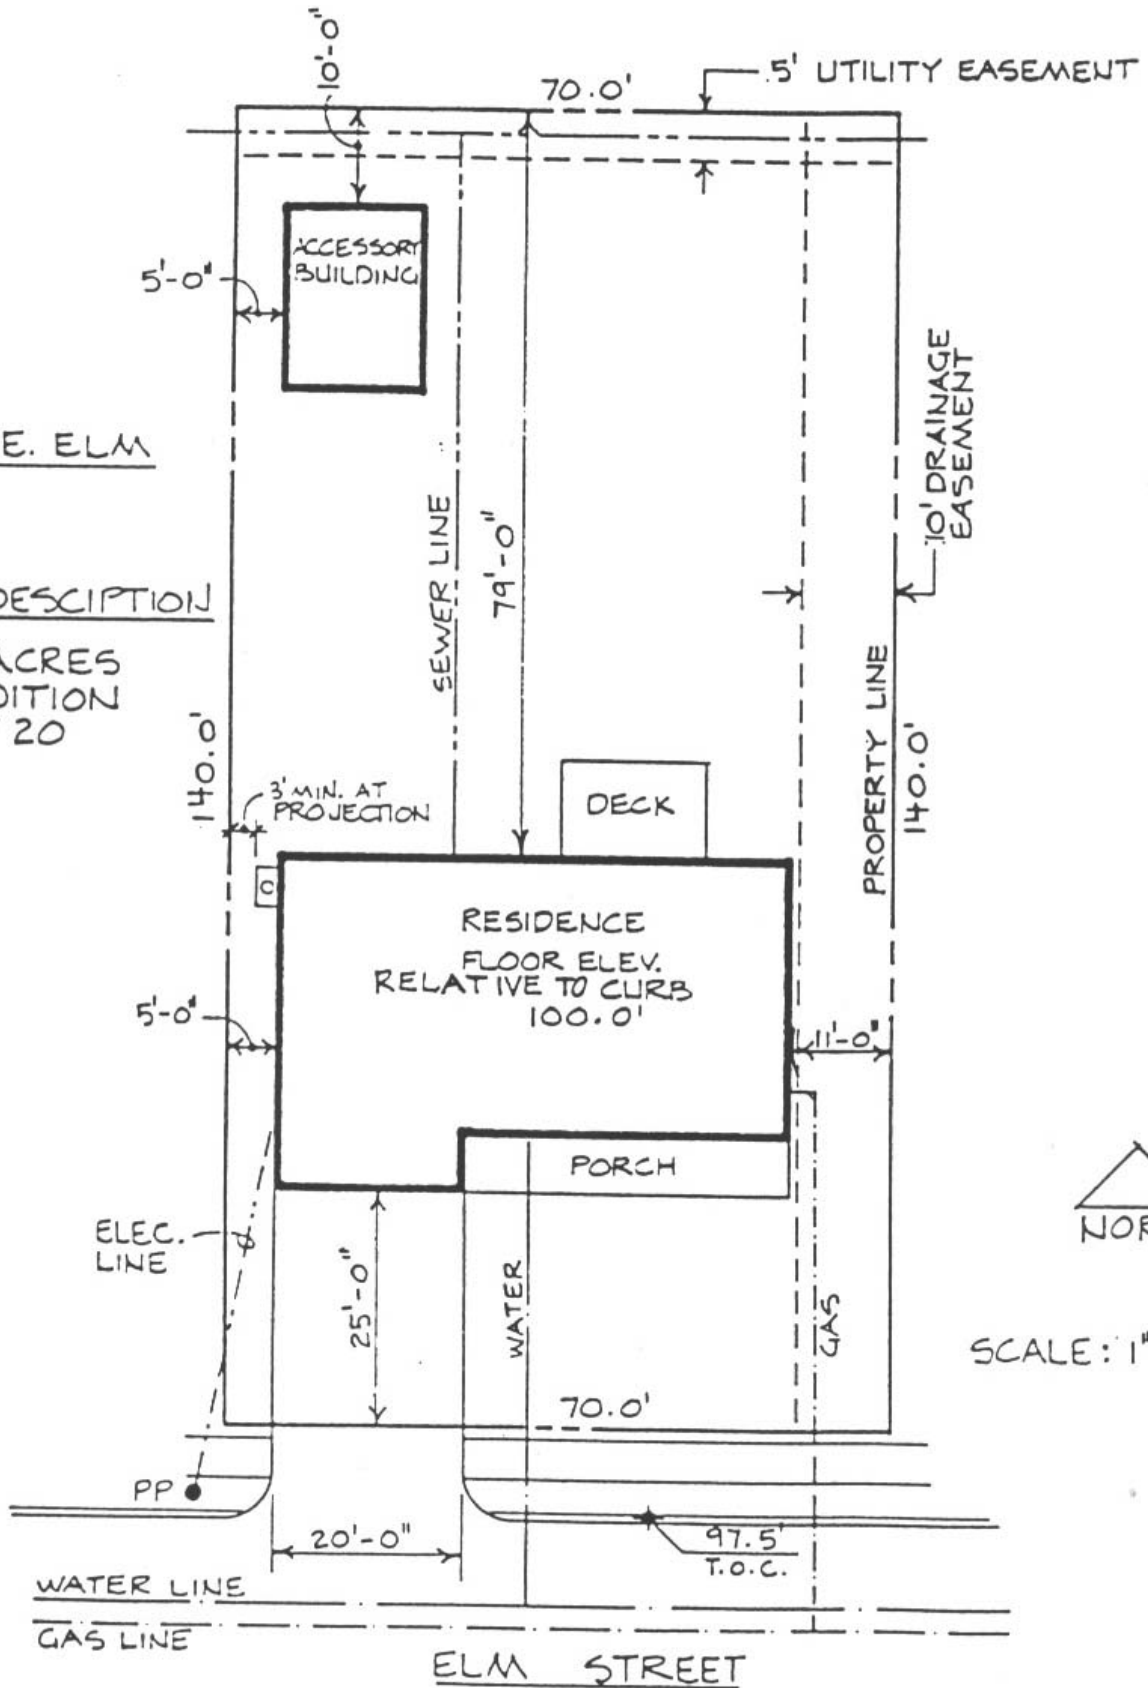 10'-0"
70.0'
5' UTILITY EASEMENT
ACCESSORY
BUILDING
5'-0"
10' DRAINAGE
EASEMENT
E. ELM
SEWER LINE
79'-0"
DESCIPTION
ACRES
DITION
20
140.0'
3' MIN. AT
PROJECTION
DECK
PROPERTY LINE
140.0'
C
RESIDENCE
FLOOR ELEV.
RELATIVE TO CURB
100.0'
5'-0"
11'-0"
PORCH
NOR
ELEC.
LINE
25'-0"
WATER
GAS
SCALE: 1"
70.0'
PP
20'-0"
97.5'
T.O.C.
WATER LINE
GAS LINE
ELM STREET